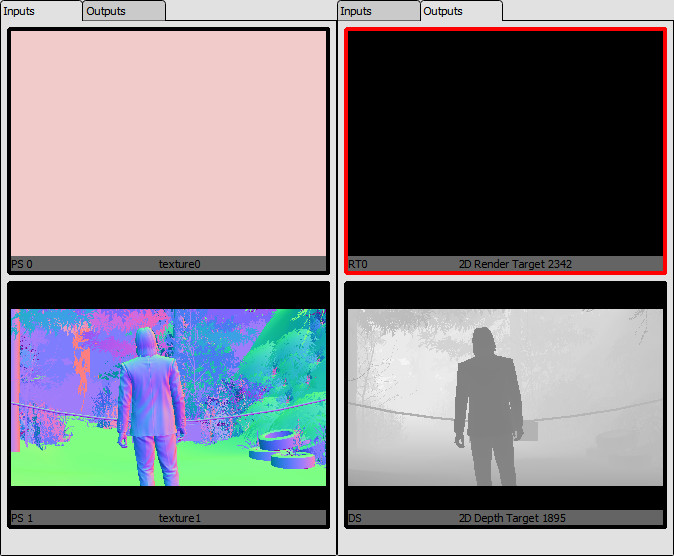 Inputs Outputs Inputs Outputs
PS 0 texture0 RT0 2D Render Target 2342
PS 1 texture1 DS 2D Depth Target 1895